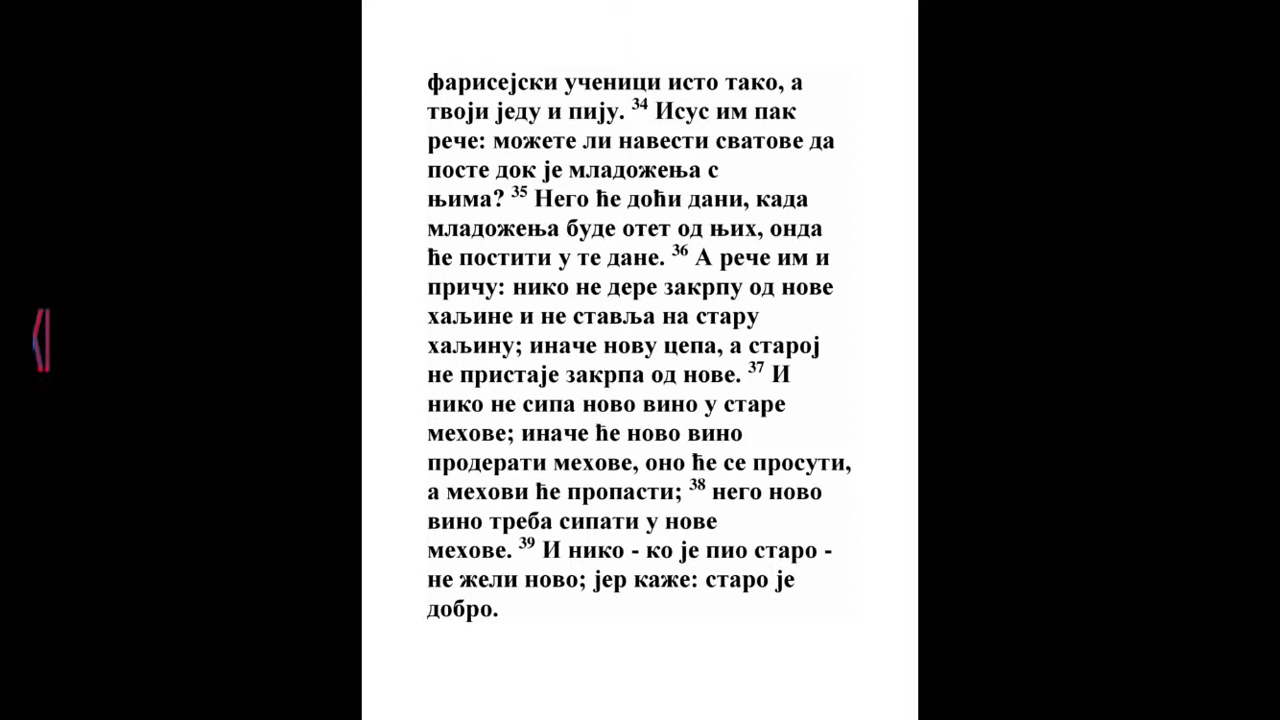 фарисејски ученици исто тако, а
твоји једу и пију. 34 Исус им пак
рече: можете ли навести сватове да
посте док је младожења с
њима? 35 Него ће доћи дани, када
младожења буде отет од њих, онда
ће постити у те дане. 36 А рече им и
причу: нико не дере закрпу од нове
хаљине и не ставља на стару
хаљину; иначе нову цепа, а старој
не пристаје закрпа од нове. 37 И
нико не сипа ново вино у старе
мехове; иначе ће ново вино
продерати мехове, оно ће се просути,
а мехови ће пропасти; 38 него ново
вино треба сипати у нове
мехове. 39 И нико - ко је пио старо -
не жели ново; јер каже: старо је
добро.